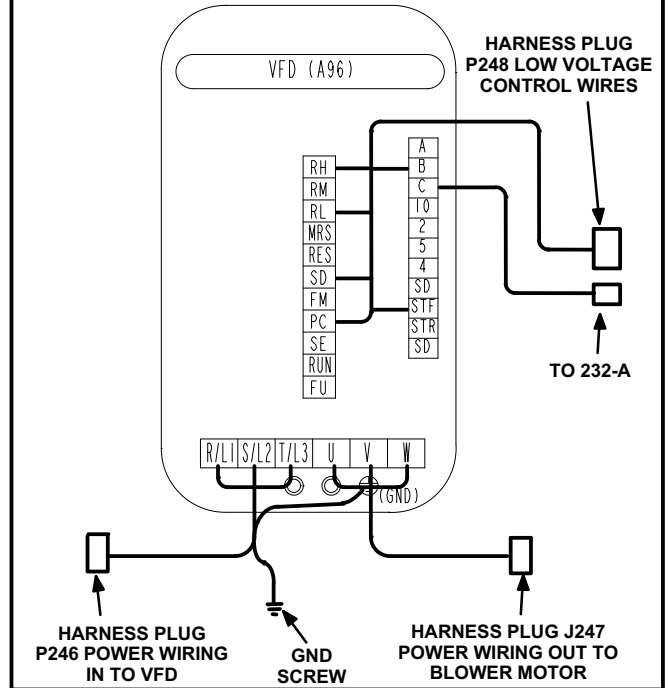 HARNESS PLUG
P248 LOW VOLTAGE
CONTROL WIRES
VFD (A96)
RH
RM
RL
MRS
RES
SD
FM
PC
SE
RUN
FU
A
B
C
10
2
5
4
SD
STF
STR
SD
TO 232-A
R/L1 S/L2 T/L3 U V W
(GND)
HARNESS PLUG
P246 POWER WIRING
IN TO VFD
GND
SCREW
HARNESS PLUG J247
POWER WIRING OUT TO
BLOWER MOTOR